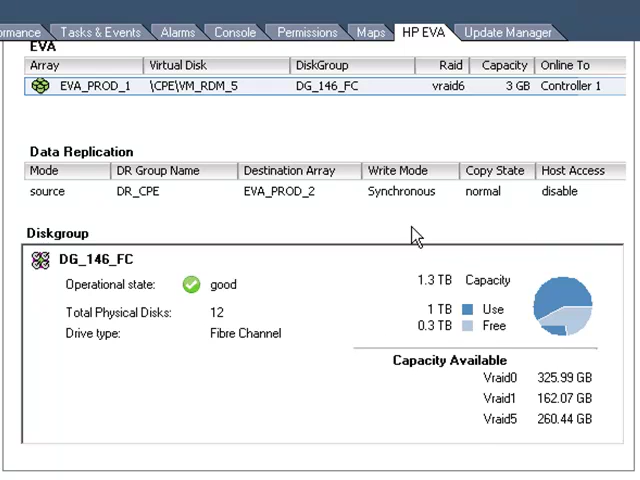 ormance Tasks & Events Alarms Console Permissions Maps HP EVA Update Manager
EVA
Array Virtual Disk DiskGroup Raid Capacity Online To
EVA_PROD_1 \CPE\VM_RDM_5 DG_146_FC vraid6 3 GB Controller 1
Data Replication
Mode DR Group Name Destination Array Write Mode Copy State Host Access
source DR_CPE EVA_PROD_2 Synchronous normal disable
Diskgroup
DG_146_FC
Operational state: good
Total Physical Disks: 12
Drive type: Fibre Channel
1.3 TB Capacity
1 TB Use
0.3 TB Free
Capacity Available
Vraid0 325.99 GB
Vraid1 162.07 GB
Vraid5 260.44 GB